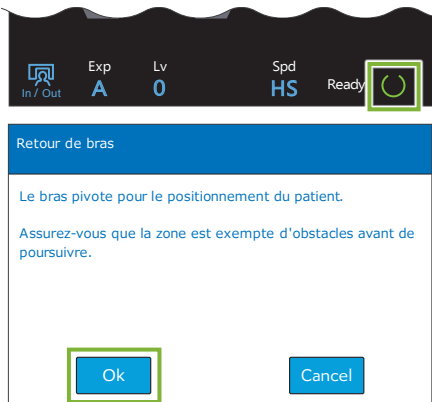 Exp Lv Spd
In / Out A 0 HS Ready
Retour de bras
Le bras pivote pour le positionnement du patient.
Assurez-vous que la zone est exempte d'obstacles avant de
poursuivre.
Ok Cancel